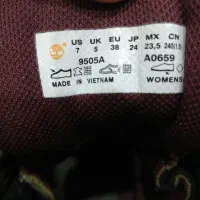 US UK EU JP MX CN
7 5 38 24 23,5 240(1.5)
9505A A0659
MADE IN VIETNAM WOMENS